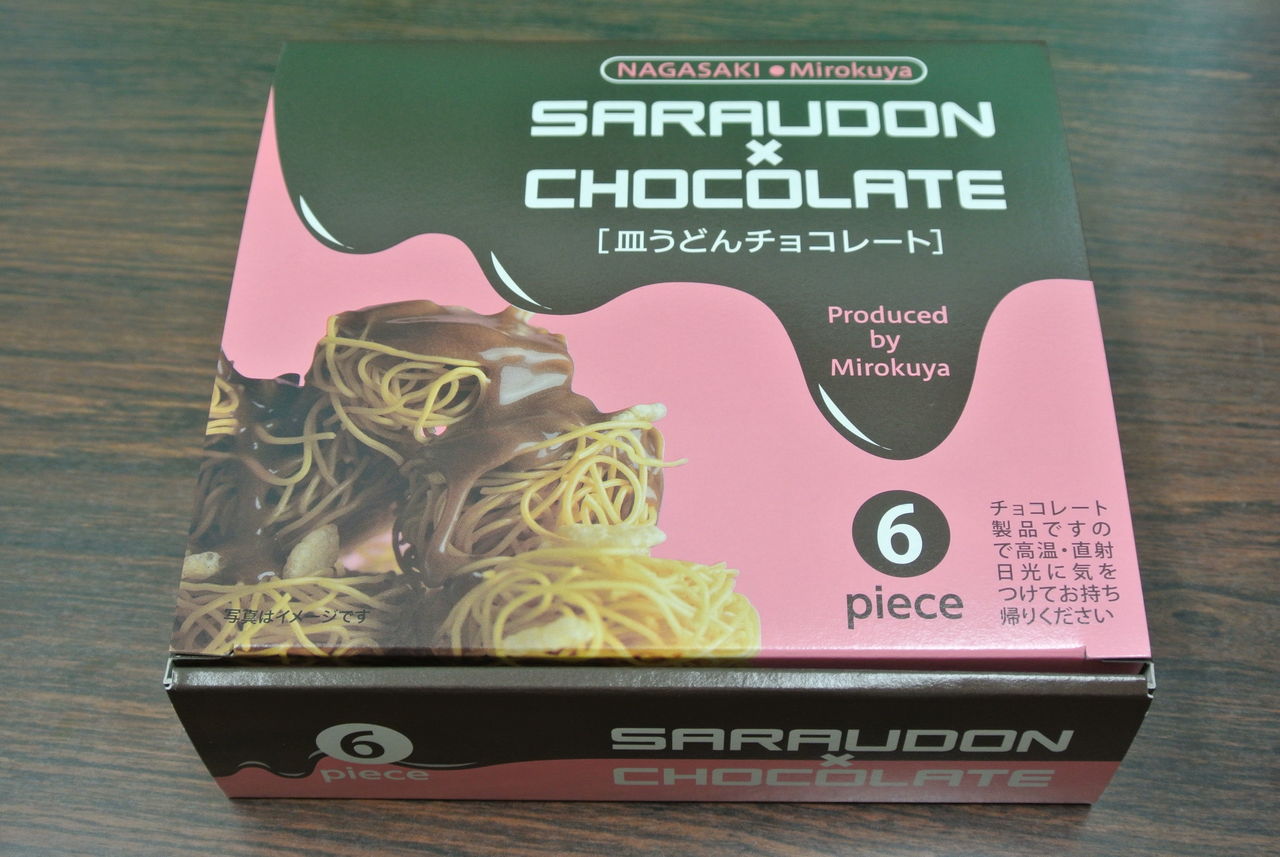 NAGASAKI ● Mirokuya
SARAUDON
×
CHOCOLATE
[皿うどんチョコレート]
Produced
by
Mirokuya
6
piece
チョコレート
製品ですの
で高温・直射
日光に気を
つけてお持ち
帰りください
写真はイメージです
6
piece
SARAUDON
×
CHOCOLATE